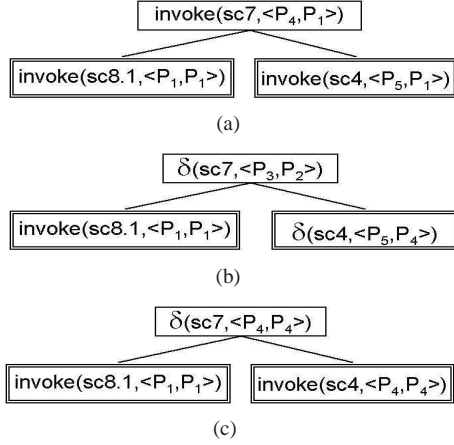 invoke(sc7,<P₄,P₁>)
invoke(sc8.1,<P₁,P₁>) invoke(sc4,<P₅,P₁>)
(a)
δ(sc7,<P₃,P₂>)
invoke(sc8.1,<P₁,P₁>) δ(sc4,<P₅,P₄>)
(b)
δ(sc7,<P₄,P₄>)
invoke(sc8.1,<P₁,P₁>) invoke(sc4,<P₄,P₄>)
(c)